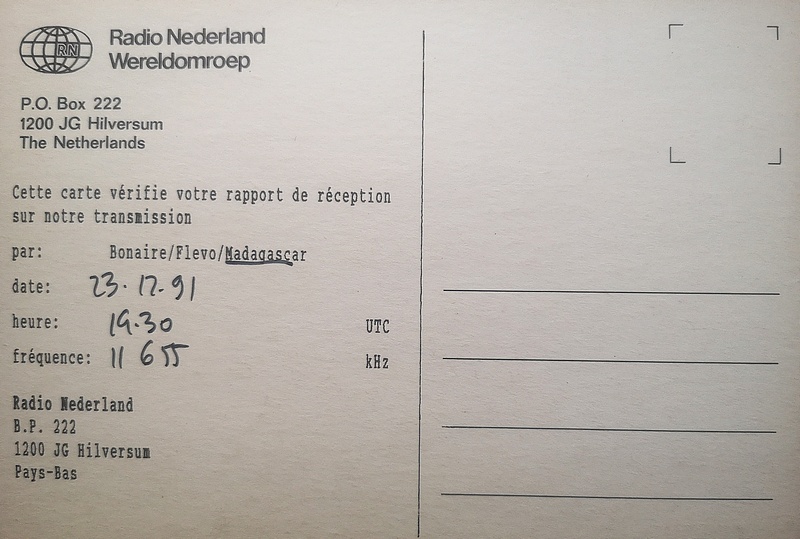 RN
Radio Nederland
Wereldomroep
P.O. Box 222
1200 JG Hilversum
The Netherlands
Cette carte vérifie votre rapport de réception
sur notre transmission
par: Bonaire/Flevo/Madagascar
date: 23.12.91
heure: 19.30 UTC
fréquence: 11 655 kHz
Radio Nederland
B.P. 222
1200 JG Hilversum
Pays-Bas